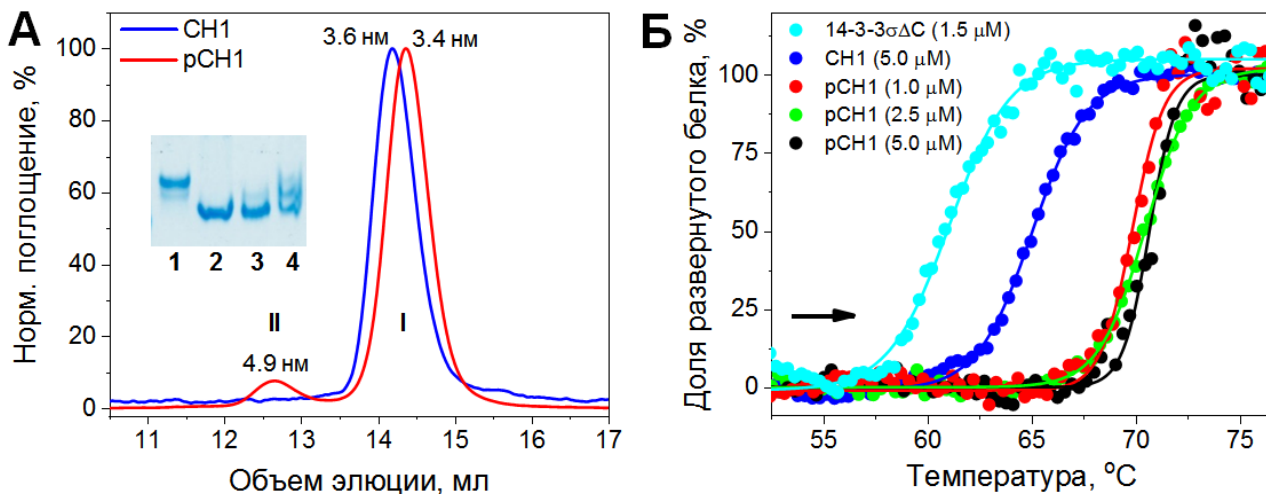 А
Норм. поглощение, %
100
80
60
40
20
0
CH1
pCH1
3.6 нм
3.4 нм
1 2 3 4
II
I
4.9 нм
11 12 13 14 15 16 17
Объем элюции, мл
Б
Доля развернутого белка, %
100
75
50
25
0
14-3-3σΔC (1.5 μM)
CH1 (5.0 μM)
pCH1 (1.0 μM)
pCH1 (2.5 μM)
pCH1 (5.0 μM)
55 60 65 70 75
Температура, ºC